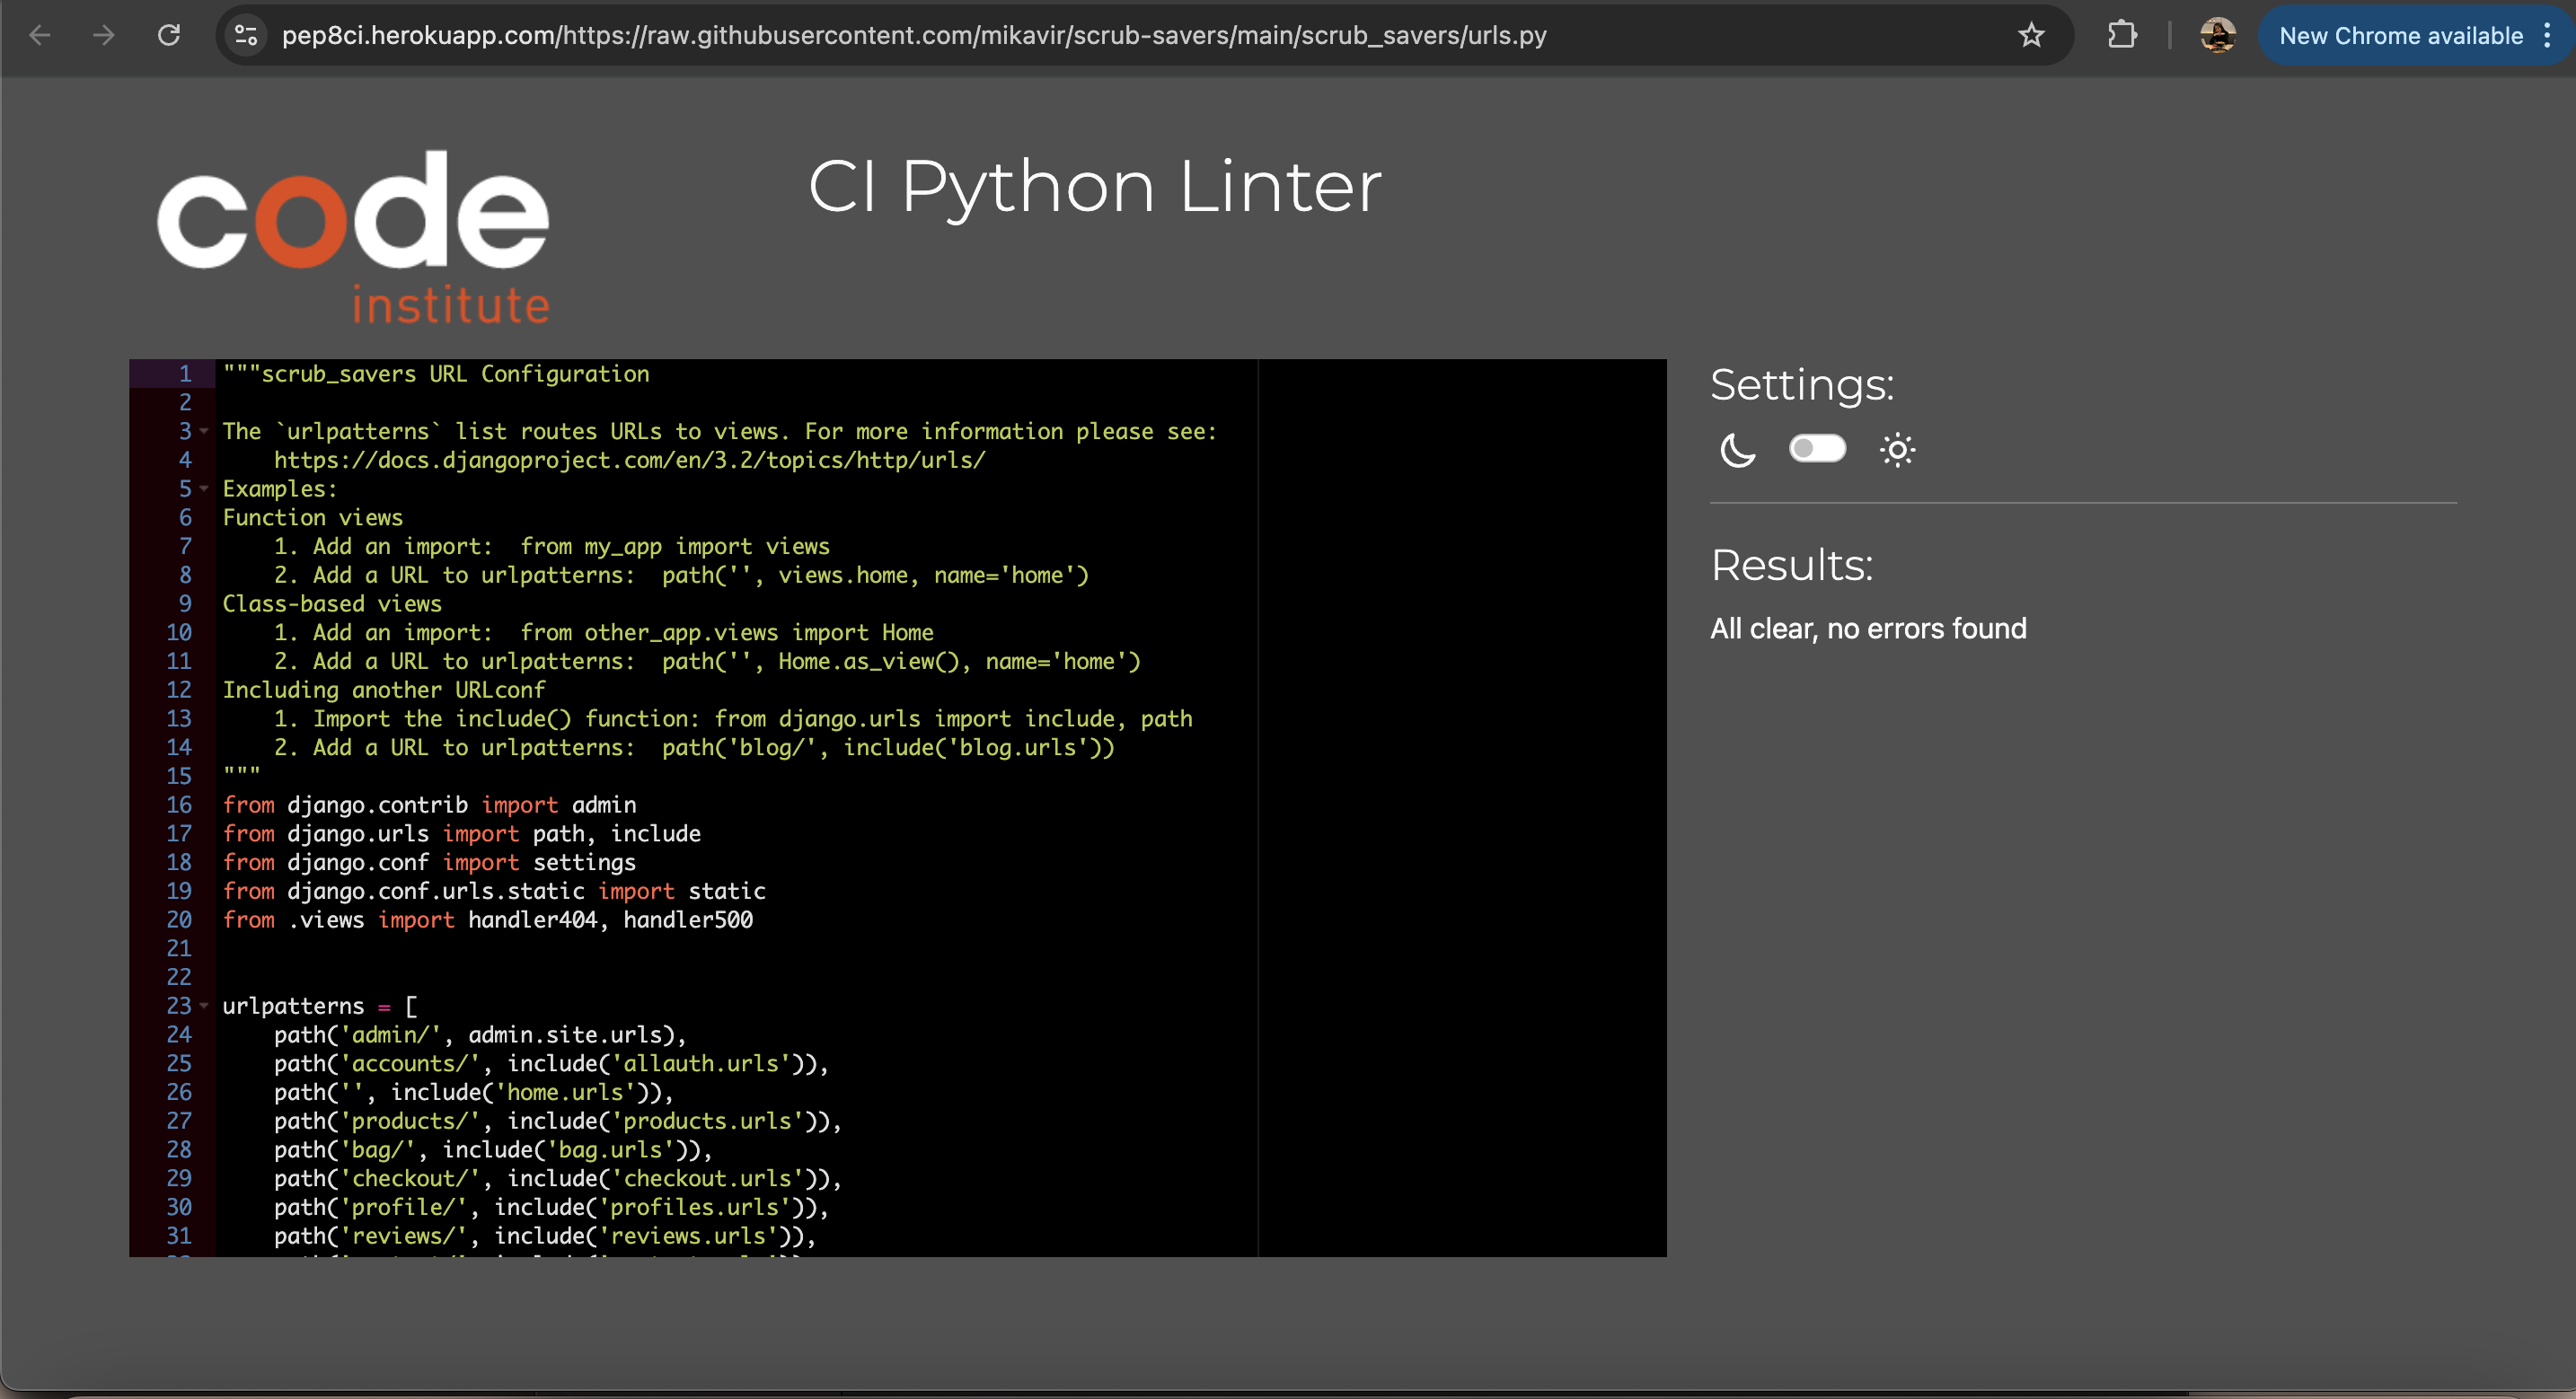 pep8ci.herokuapp.com/https://raw.githubusercontent.com/mikavir/scrub-savers/main/scrub_savers/urls.py
New Chrome available
code
institute
CI Python Linter
1 """scrub_savers URL Configuration
2
3 The `urlpatterns` list routes URLs to views. For more information please see:
4     https://docs.djangoproject.com/en/3.2/topics/http/urls/
5 Examples:
6 Function views
7     1. Add an import:  from my_app import views
8     2. Add a URL to urlpatterns:  path('', views.home, name='home')
9 Class-based views
10     1. Add an import:  from other_app.views import Home
11     2. Add a URL to urlpatterns:  path('', Home.as_view(), name='home')
12 Including another URLconf
13     1. Import the include() function: from django.urls import include, path
14     2. Add a URL to urlpatterns:  path('blog/', include('blog.urls'))
15 """
16 from django.contrib import admin
17 from django.urls import path, include
18 from django.conf import settings
19 from django.conf.urls.static import static
20 from .views import handler404, handler500
21
22
23 urlpatterns = [
24     path('admin/', admin.site.urls),
25     path('accounts/', include('allauth.urls')),
26     path('', include('home.urls')),
27     path('products/', include('products.urls')),
28     path('bag/', include('bag.urls')),
29     path('checkout/', include('checkout.urls')),
30     path('profile/', include('profiles.urls')),
31     path('reviews/', include('reviews.urls')),
Settings:
Results:
All clear, no errors found